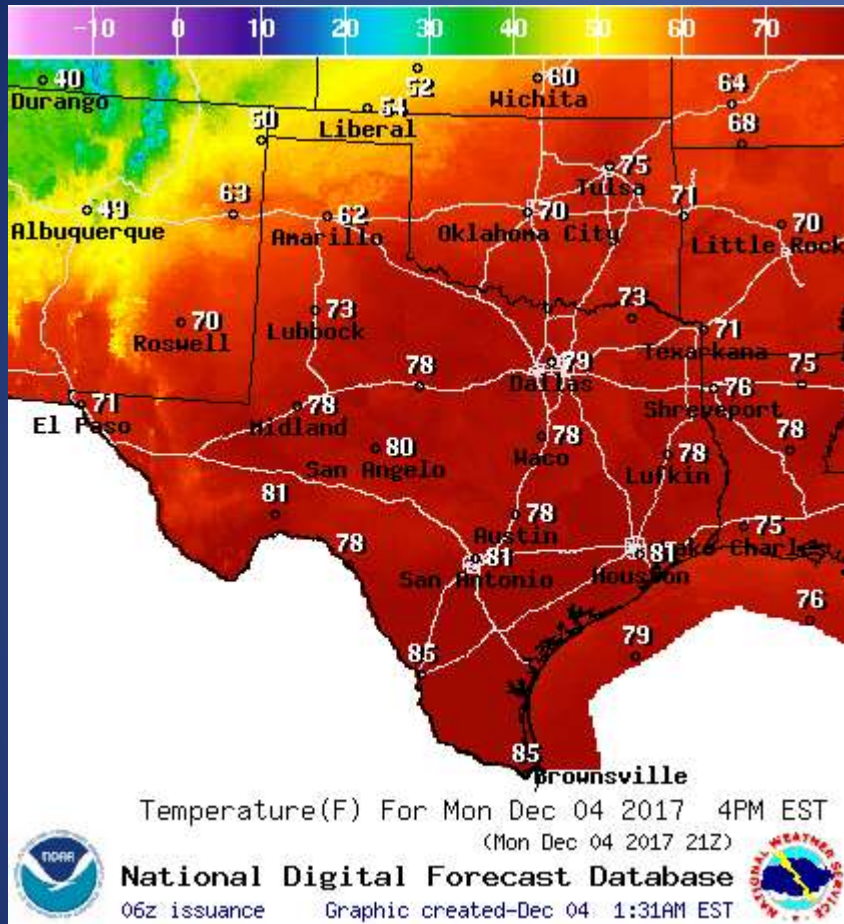 -10 0 10 20 30 40 50 60 70
40 52 60 64
Durango 54 Wichita
50 Liberal 68
75
Tulsa
49 63 62 70 71 70
Albuquerque Amarillo Oklahoma City Little Rock
70 73 73 71
Roswell Lubbock Texarkana
78 79 75
Dallas
71 78 76
El Paso Midland Shreveport
80 78 78 78
San Angelo Waco Lufkin
81 78 75
78 Austin Lake Charles
81 81
San Antonio Houston
76
85 79
85
Brownsville
Temperature(F) For Mon Dec 04 2017 4PM EST
(Mon Dec 04 2017 21Z)
NOAA
National Digital Forecast Database
06z issuance Graphic created-Dec 04 1:31AM EST
NATIONAL WEATHER SERVICE